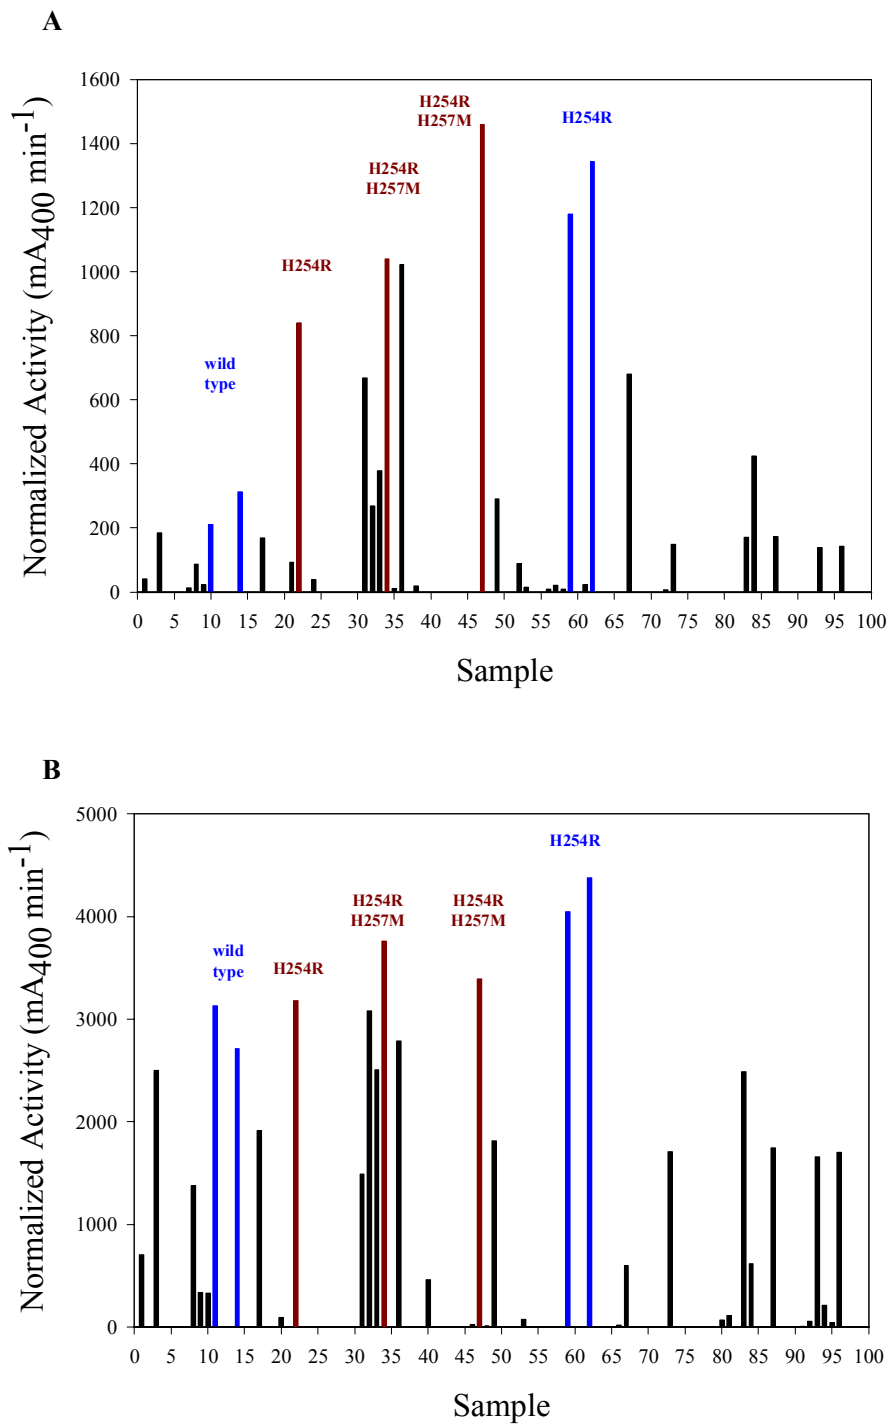 A
Normalized Activity (mA400 min-1)
1600
1400
1200
1000
800
600
400
200
0
H254R
H257M
H254R
H254R
H257M
H254R
wild
type
0 5 10 15 20 25 30 35 40 45 50 55 60 65 70 75 80 85 90 95 100
Sample
B
Normalized Activity (mA400 min-1)
5000
4000
3000
2000
1000
0
H254R
H254R
H257M
H254R
H257M
wild
type
H254R
0 5 10 15 20 25 30 35 40 45 50 55 60 65 70 75 80 85 90 95 100
Sample